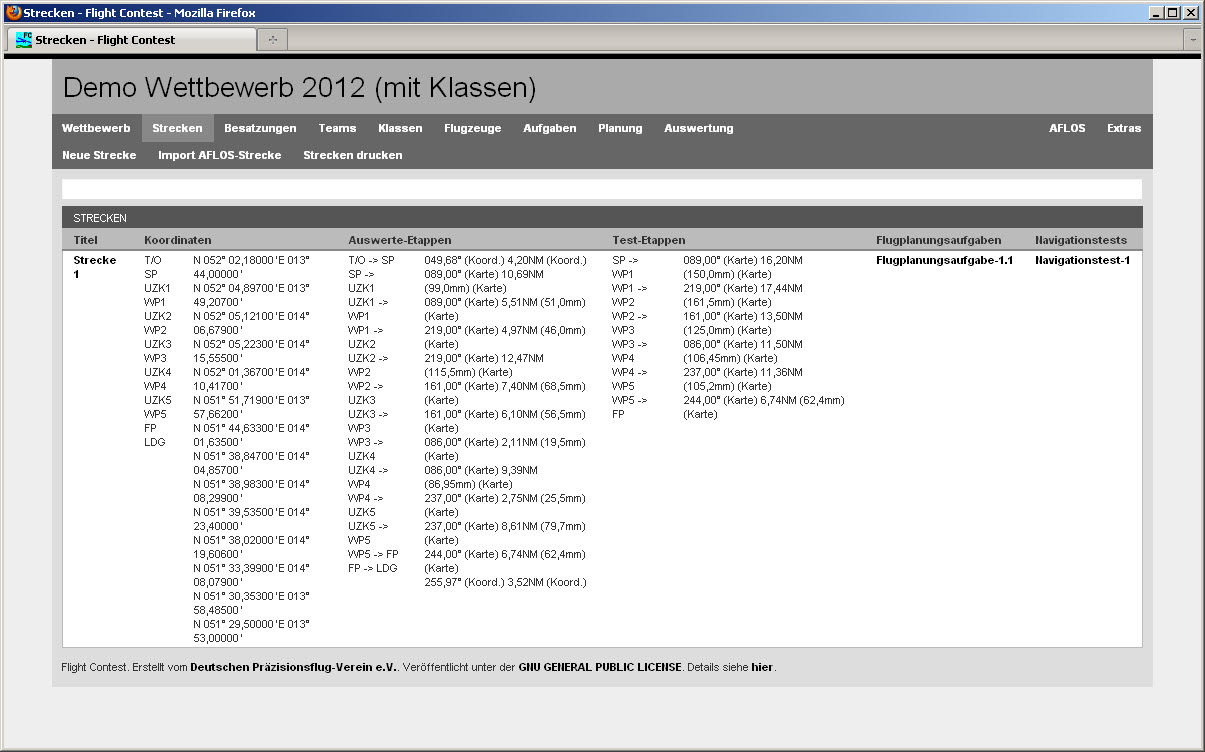 Strecken - Flight Contest - Mozilla Firefox
Strecken - Flight Contest
Demo Wettbewerb 2012 (mit Klassen)
Wettbewerb Strecken Besatzungen Teams Klassen Flugzeuge Aufgaben Planung Auswertung AFLOS Extras
Neue Strecke Import AFLOS-Strecke Strecken drucken
STRECKEN
Titel Koordinaten Auswerte-Etappen Test-Etappen Flugplanungsaufgaben Navigationstests
Strecke T/O N 052° 02,18000' E 013° T/O -> SP 049,68° (Koord.) 4,20NM (Koord.) SP -> 089,00° (Karte) 16,20NM Flugplanungsaufgabe-1.1 Navigationstest-1
1 SP 44,00000' SP -> 089,00° (Karte) 10,69NM WP1 (150,0mm) (Karte)
UZK1 N 052° 04,89700' E 013° UZK1 (99,0mm) (Karte) WP1 -> 219,00° (Karte) 17,44NM
WP1 49,20700' UZK1 -> 089,00° (Karte) 5,51NM (51,0mm) WP2 (161,5mm) (Karte)
UZK2 N 052° 05,12100' E 014° WP1 (Karte) WP2 -> 161,00° (Karte) 13,50NM
WP2 06,67900' WP1 -> 219,00° (Karte) 4,97NM (46,0mm) WP3 (125,0mm) (Karte)
UZK3 N 052° 05,22300' E 014° UZK2 (Karte) WP3 -> 086,00° (Karte) 11,50NM
WP3 15,55500' UZK2 -> 219,00° (Karte) 12,47NM WP4 (106,45mm) (Karte)
UZK4 N 052° 01,36700' E 014° WP2 (115,5mm) (Karte) WP4 -> 237,00° (Karte) 11,36NM
WP4 10,41700' WP2 -> 161,00° (Karte) 7,40NM (68,5mm) WP5 (105,2mm) (Karte)
UZK5 N 051° 51,71900' E 013° UZK3 (Karte) WP5 -> 244,00° (Karte) 6,74NM (62,4mm)
WP5 57,66200' UZK3 -> 161,00° (Karte) 6,10NM (56,5mm) FP (Karte)
FP N 051° 44,63300' E 014° WP3 (Karte)
LDG 01,63500' WP3 -> 086,00° (Karte) 2,11NM (19,5mm)
N 051° 38,84700' E 014° UZK4 (Karte)
04,85700' UZK4 -> 086,00° (Karte) 9,39NM
N 051° 38,98300' E 014° WP4 (86,95mm) (Karte)
08,29900' WP4 -> 237,00° (Karte) 2,75NM (25,5mm)
N 051° 39,53500' E 014° UZK5 (Karte)
23,40000' UZK5 -> 237,00° (Karte) 8,61NM (79,7mm)
N 051° 38,02000' E 014° WP5 (Karte)
19,60600' WP5 -> FP 244,00° (Karte) 6,74NM (62,4mm)
N 051° 33,39900' E 014° FP -> LDG (Karte)
08,07900' 255,97° (Koord.) 3,52NM (Koord.)
N 051° 30,35300' E 013°
58,48500'
N 051° 29,50000' E 013°
53,00000'
Flight Contest. Erstellt vom Deutschen Präzisionsflug-Verein e.V.. Veröffentlicht unter der GNU GENERAL PUBLIC LICENSE. Details siehe hier.